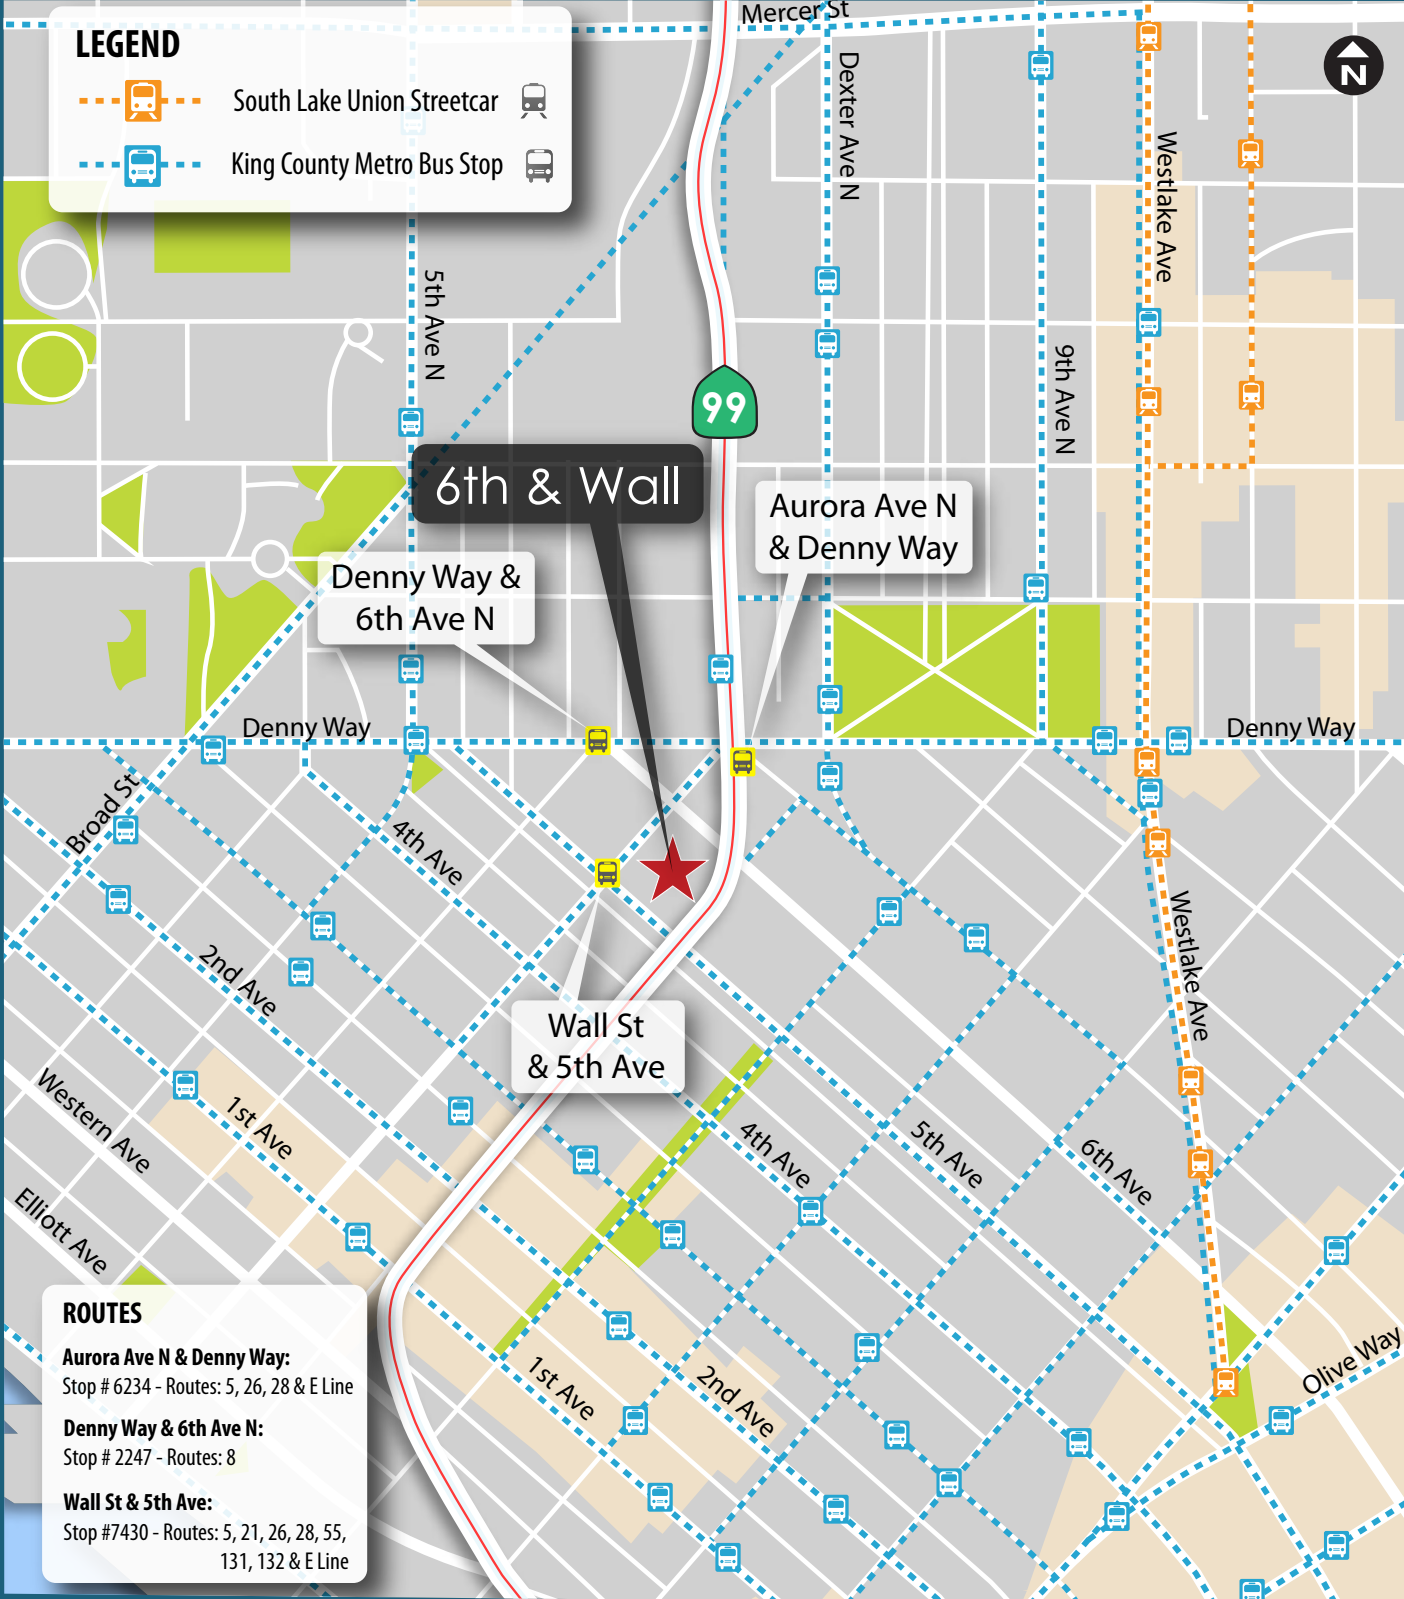 Mercer St
LEGEND
South Lake Union Streetcar
King County Metro Bus Stop
N
Dexter Ave N
Westlake Ave
5th Ave N
9th Ave N
99
6th & Wall
Aurora Ave N
& Denny Way
Denny Way &
6th Ave N
Denny Way
Denny Way
Broad St
4th Ave
2nd Ave
Westlake Ave
Wall St
& 5th Ave
Western Ave
1st Ave
4th Ave
5th Ave
6th Ave
Elliott Ave
1st Ave
2nd Ave
Olive Way
ROUTES
Aurora Ave N & Denny Way:
Stop # 6234 - Routes: 5, 26, 28 & E Line
Denny Way & 6th Ave N:
Stop # 2247 - Routes: 8
Wall St & 5th Ave:
Stop #7430 - Routes: 5, 21, 26, 28, 55,
131, 132 & E Line